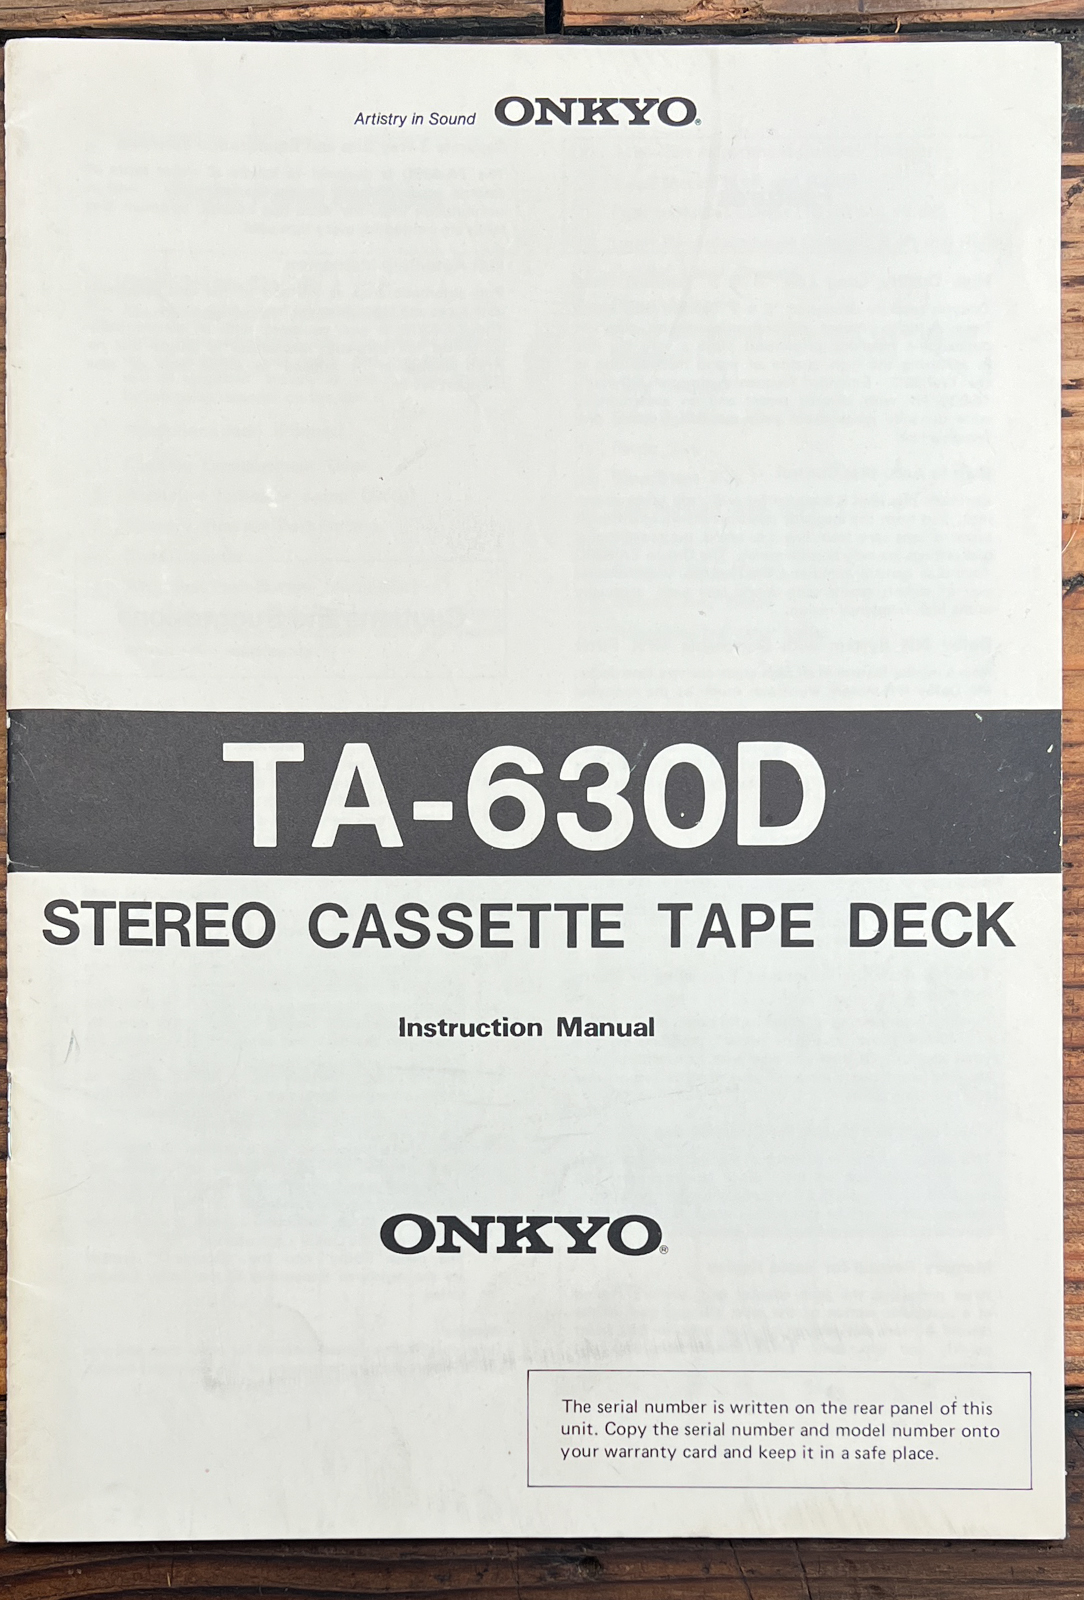 Artistry in Sound ONKYO®
TA-630D
STEREO CASSETTE TAPE DECK
Instruction Manual
ONKYO®
The serial number is written on the rear panel of this
unit. Copy the serial number and model number onto
your warranty card and keep it in a safe place.